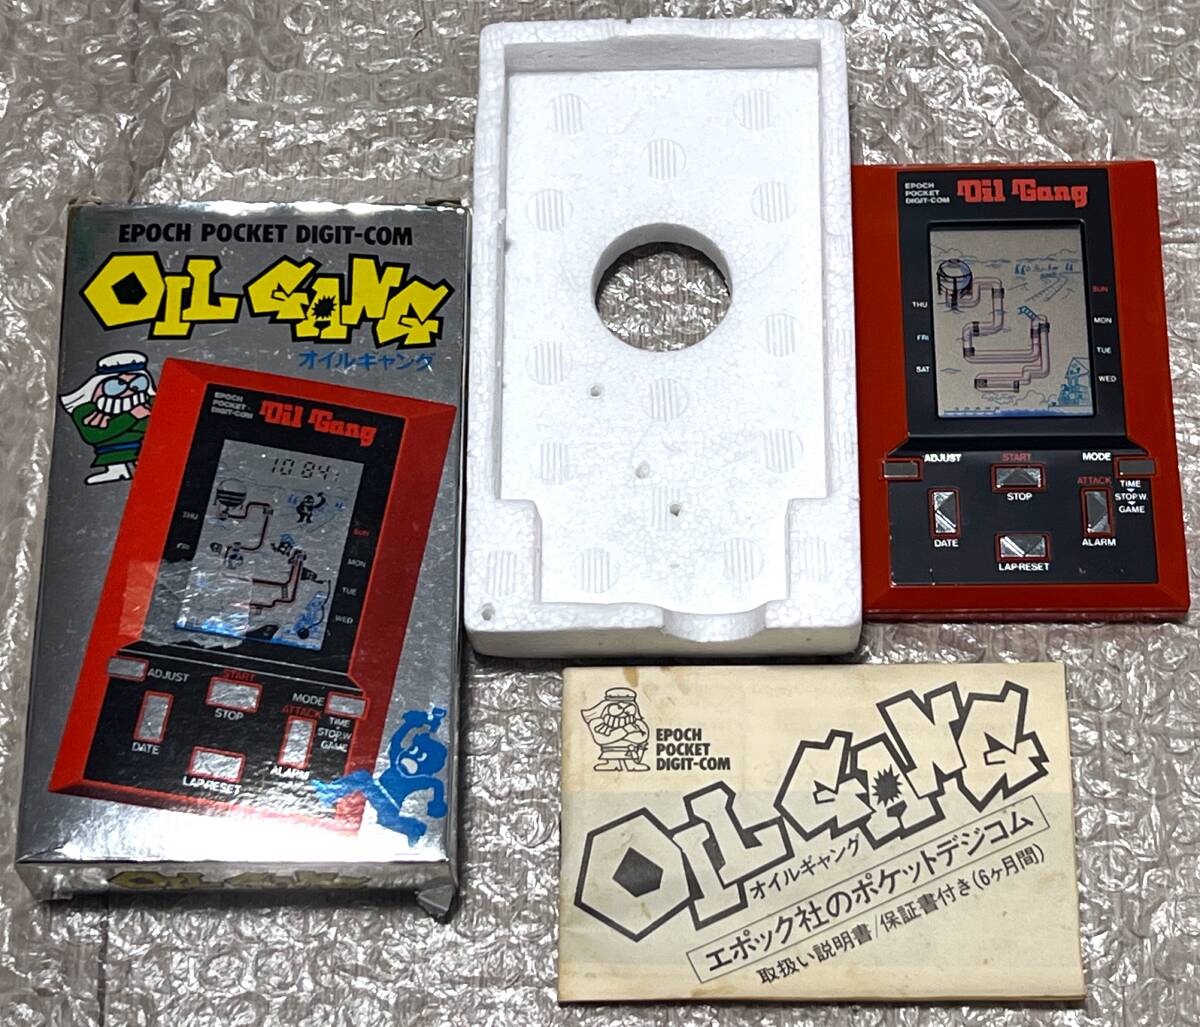 EPOCH POCKET DIGIT-COM
OIL GANG
オイルギャング
EPOCH
POCKET
DIGIT-COM
Oil Gang
10 84
THU
FRI
SUN
MON
TUE
WED
ADJUST
START
STOP
MODE
ATTACK
TIME
STOP.W.
GAME
DATE
LAP•RESET
ALARM
OIL GANG
EPOCH
POCKET
DIGIT-COM
Oil Gang
THU
FRI
SAT
SUN
MON
TUE
WED
ADJUST
START
STOP
MODE
ATTACK
TIME
STOP.W.
GAME
DATE
LAP•RESET
ALARM
EPOCH
POCKET
DIGIT-COM
OIL GANG
オイルギャング
エポック社のポケットデジコム
取扱い説明書/保証書付き(6ヶ月間)